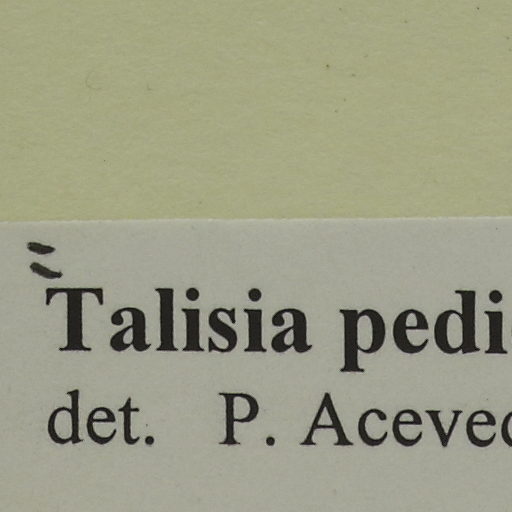 =
Talisia pedi
det. P. Aceved